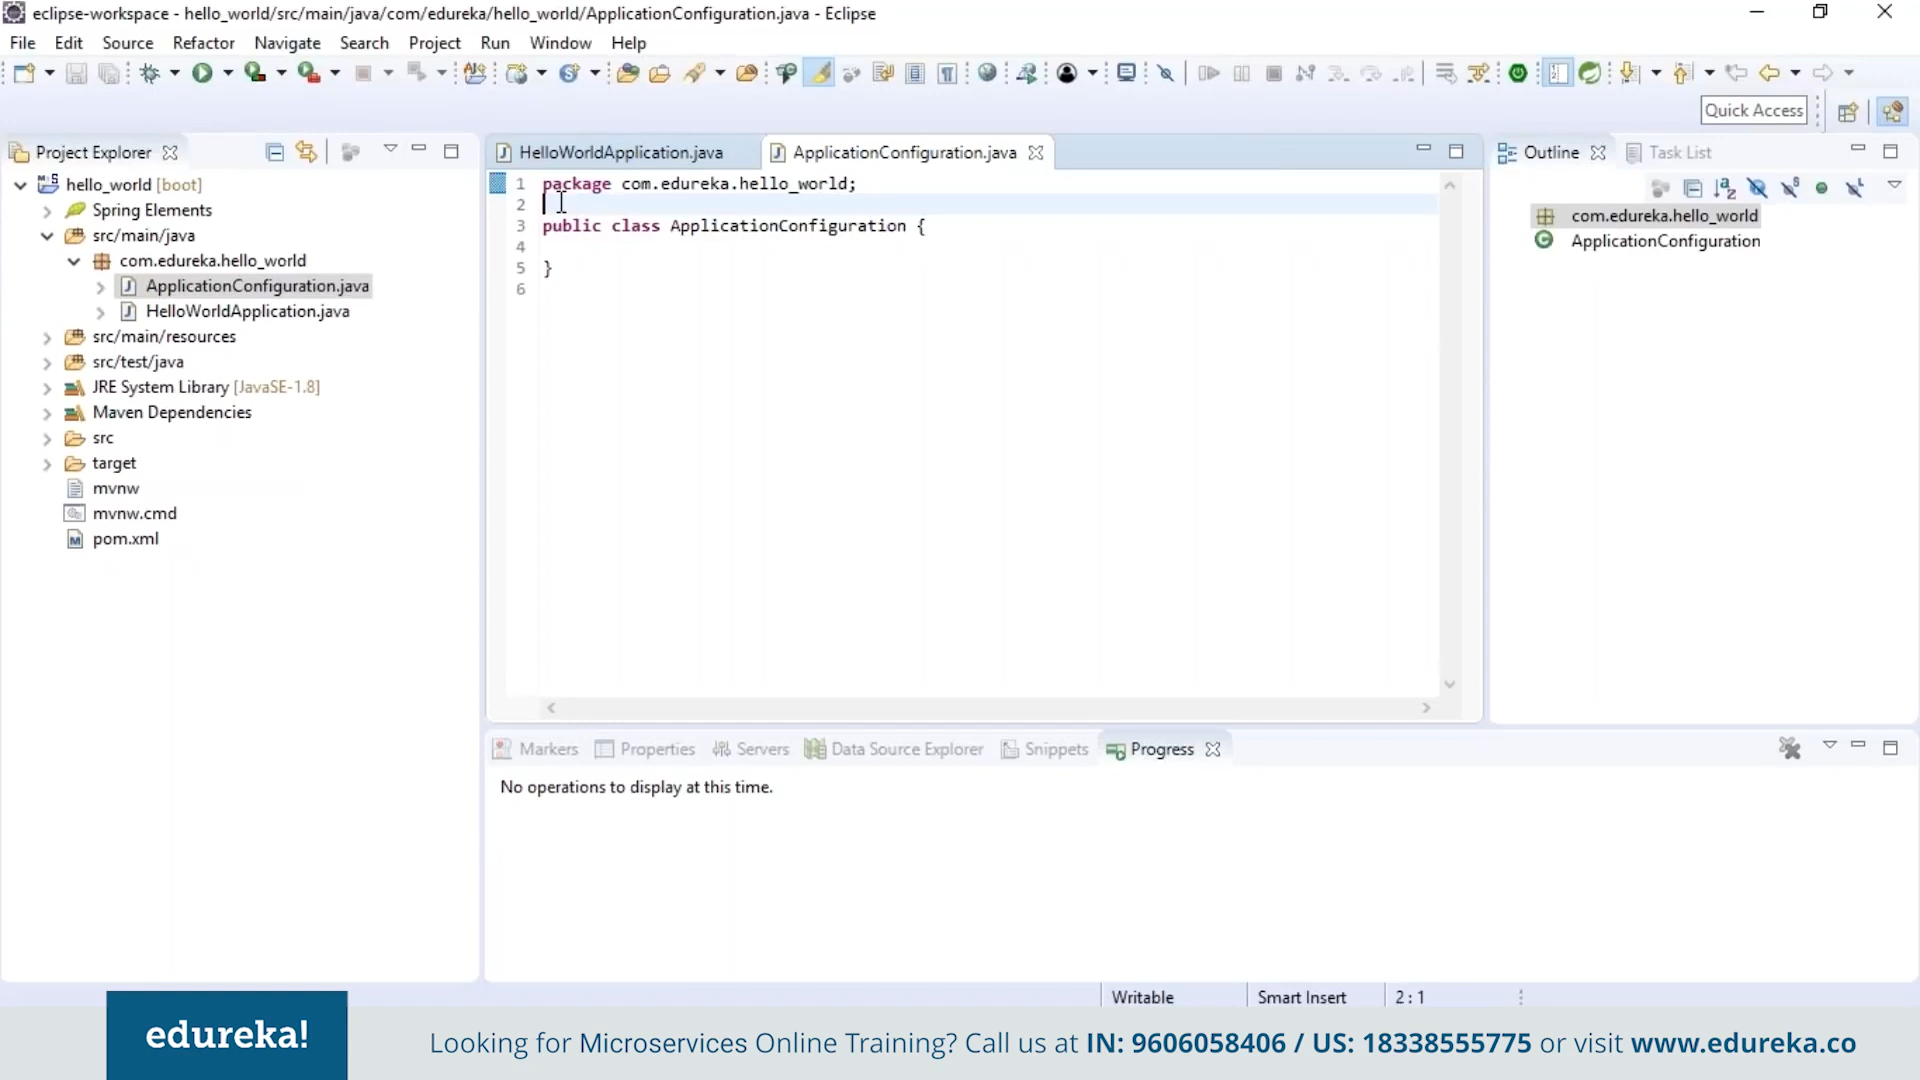 eclipse-workspace - hello_world/src/main/java/com/edureka/hello_world/ApplicationConfiguration.java - Eclipse
File Edit Source Refactor Navigate Search Project Run Window Help
Quick Access
Project Explorer
hello_world [boot]
Spring Elements
src/main/java
com.edureka.hello_world
ApplicationConfiguration.java
HelloWorldApplication.java
src/main/resources
src/test/java
JRE System Library [JavaSE-1.8]
Maven Dependencies
src
target
mvnw
mvnw.cmd
pom.xml
HelloWorldApplication.java ApplicationConfiguration.java
1 package com.edureka.hello_world;
2
3 public class ApplicationConfiguration {
4
5 }
6
Outline Task List
com.edureka.hello_world
ApplicationConfiguration
Markers Properties Servers Data Source Explorer Snippets Progress
No operations to display at this time.
Writable Smart Insert 2 : 1
edureka!
Looking for Microservices Online Training? Call us at IN: 9606058406 / US: 18338555775 or visit www.edureka.co